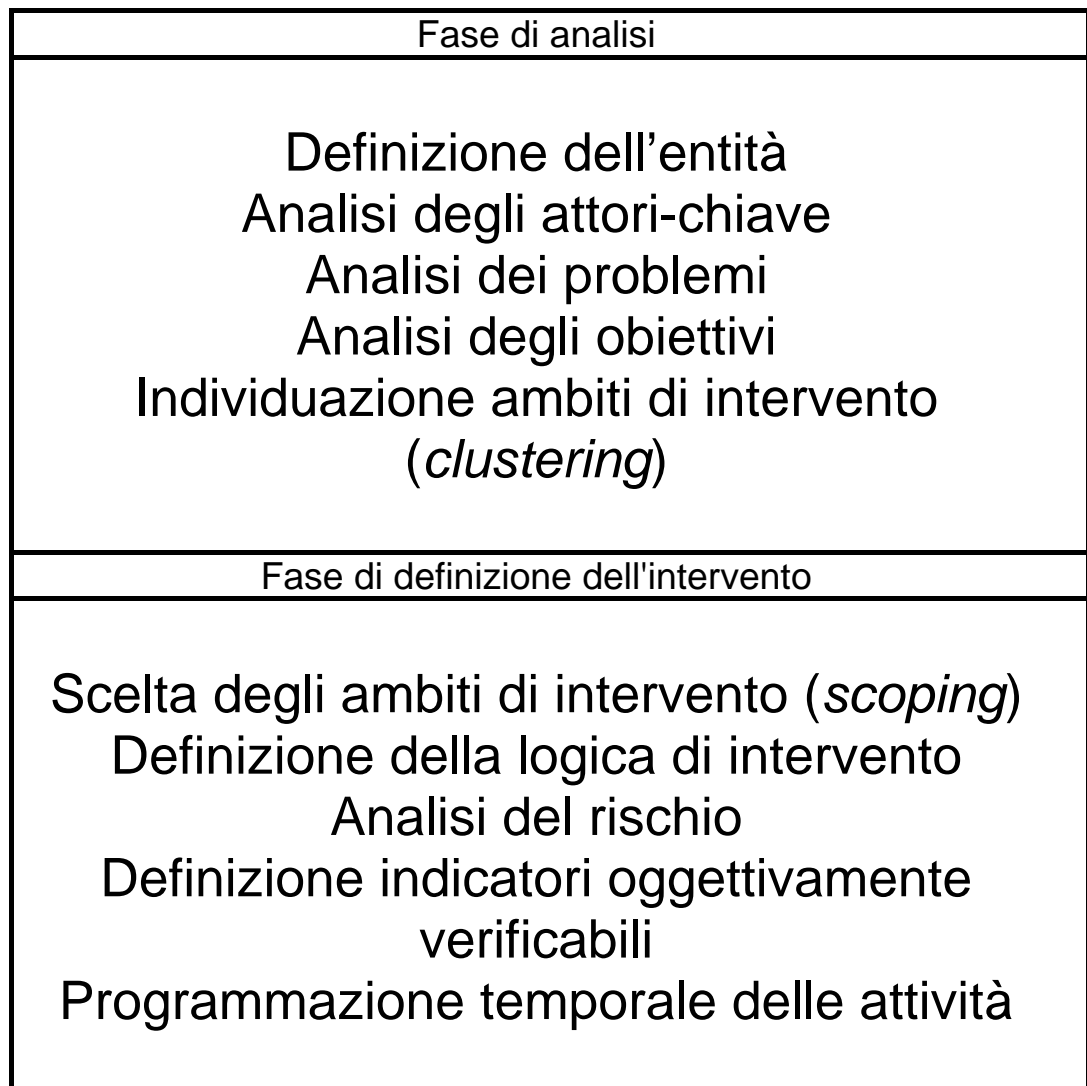 Fase di analisi
Definizione dell’entità
Analisi degli attori-chiave
Analisi dei problemi
Analisi degli obiettivi
Individuazione ambiti di intervento
(clustering)
Fase di definizione dell'intervento
Scelta degli ambiti di intervento (scoping)
Definizione della logica di intervento
Analisi del rischio
Definizione indicatori oggettivamente
verificabili
Programmazione temporale delle attività